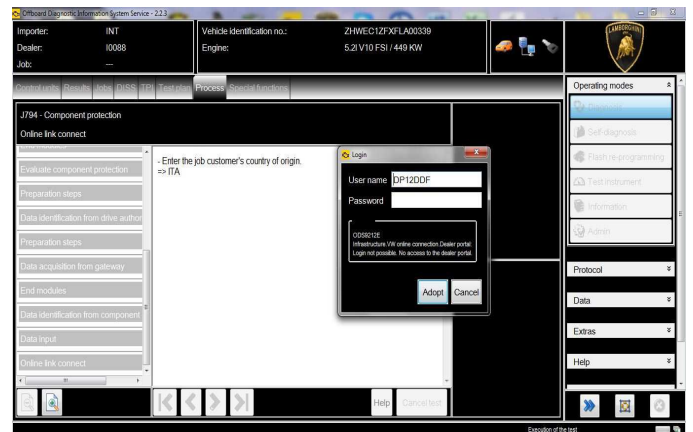 Offboard Diagnostic Information System Service - 2.2.3
Importer: INT
Dealer: I0088
Job: ---
Vehicle identification no.: ZHWEC1ZFXFLA00339
Engine: 5.2l V10 FSI / 449 KW
LAMBORGHINI
Control units Results Jobs DISS TPI Test plan Process Special functions
J794 - Component protection
Online link connect
End modules
Evaluate component protection
Preparation steps
Data identification from drive author
Preparation steps
Data acquisition from gateway
End modules
Data identification from component
Data input
Online link connect
- Enter the job customer's country of origin.
=> ITA
Login
User name DP12DDF
Password
ODS9212E
Infrastructure.VW online connection.Dealer portal:
Login not possible. No access to the dealer portal.
Adopt Cancel
Help Cancel test
Operating modes
Diagnosis
Self-diagnosis
Flash re-programming
Test instrument
Information
Admin
Protocol
Data
Extras
Help
Execution of the test